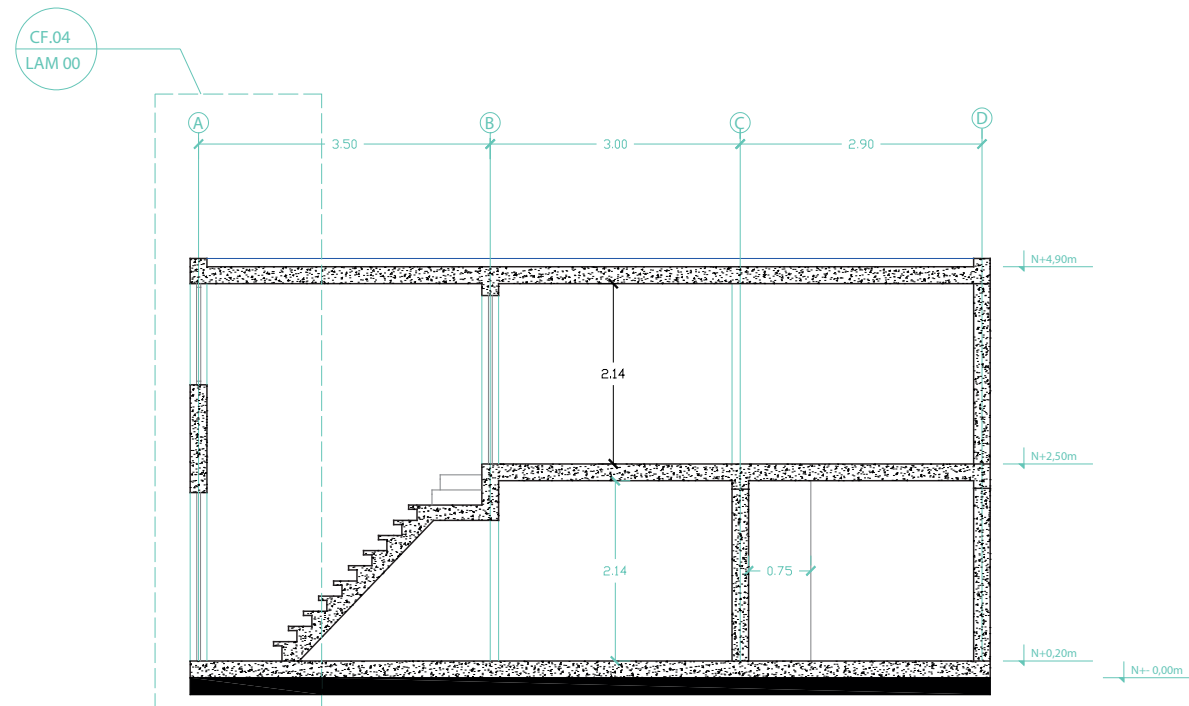 CF.04
LAM 00
A
B
C
D
3.50
3.00
2.90
N+4,90m
2.14
N+2,50m
2.14
0.75
N+0,20m
N+- 0,00m